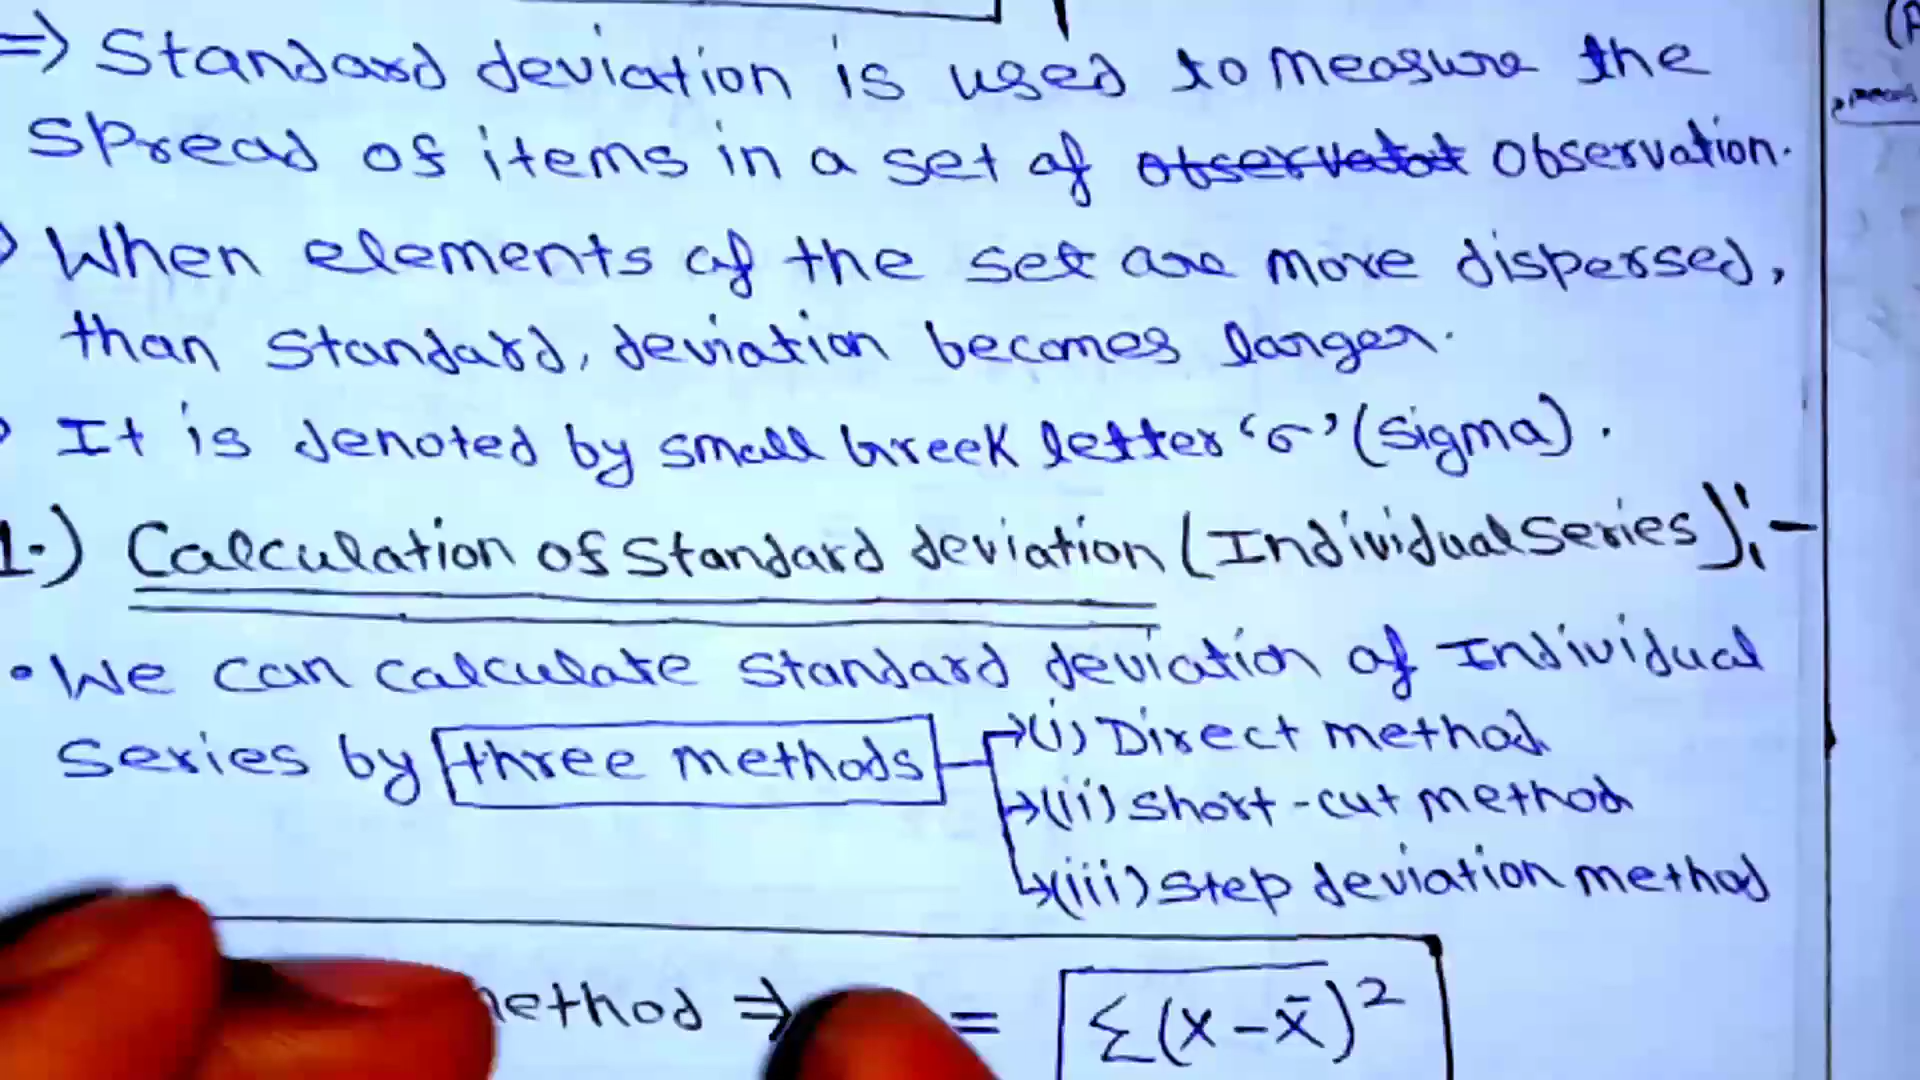 => Standard deviation is used to measure the
spread of items in a set of observatot observation.
When elements of the set are more dispersed,
than standard, deviation becomes larger.
It is denoted by small Greek letter 'σ' (sigma).
1.) Calculation of Standard deviation (Individual Series):-
• We can calculate standard deviation of Individual
series by three methods
→(i) Direct method
→(ii) short-cut method
→(iii) step deviation method
ethod ⇒ = Σ(x-x̄)²